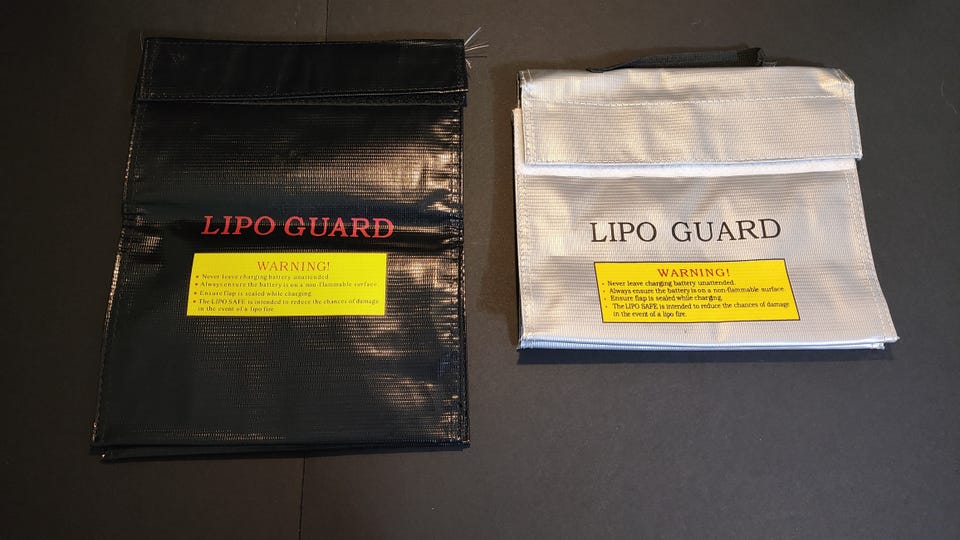 LIPO GUARD
WARNING!
• Never leave charging battery unattended.
• Always ensure the battery is on a non-flammable surface.
• Ensure flap is sealed while charging.
• The LIPO SAFE is intended to reduce the chances of damage
in the event of a lipo fire.
LIPO GUARD
WARNING!
• Never leave charging battery unattended.
• Always ensure the battery is on a non-flammable surface.
• Ensure flap is sealed while charging.
• The LIPO SAFE is intended to reduce the chances of damage
in the event of a lipo fire.